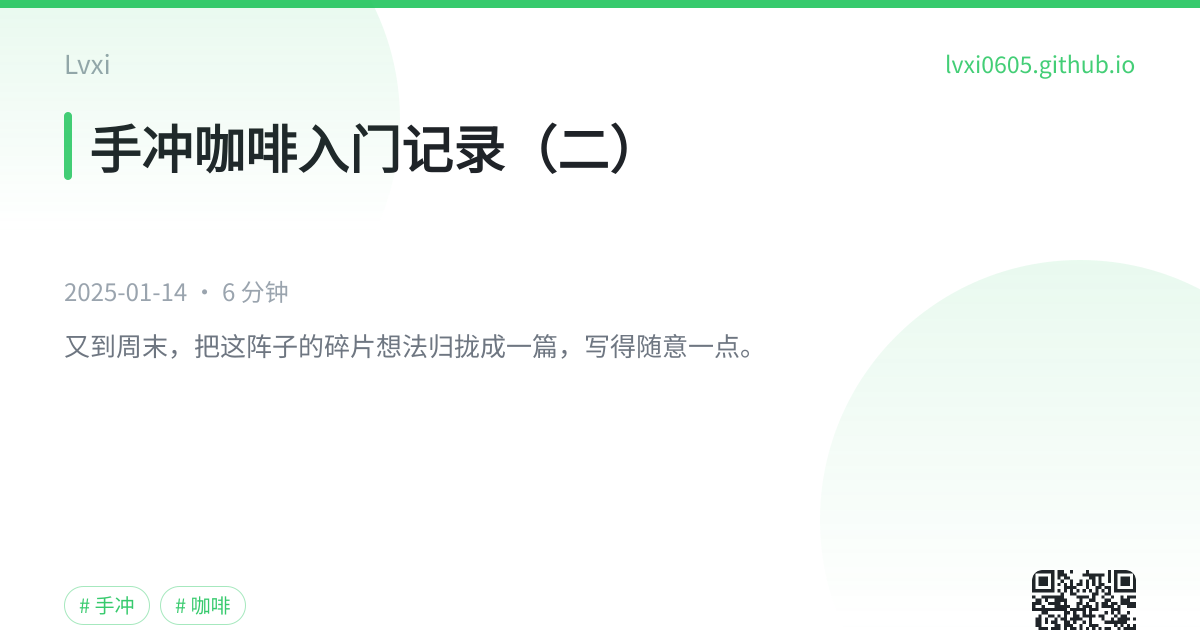 Lvxi
lvxi0605.github.io
手冲咖啡入门记录（二）
2025-01-14 · 6 分钟
又到周末，把这阵子的碎片想法归拢成一篇，写得随意一点。
# 手冲
# 咖啡